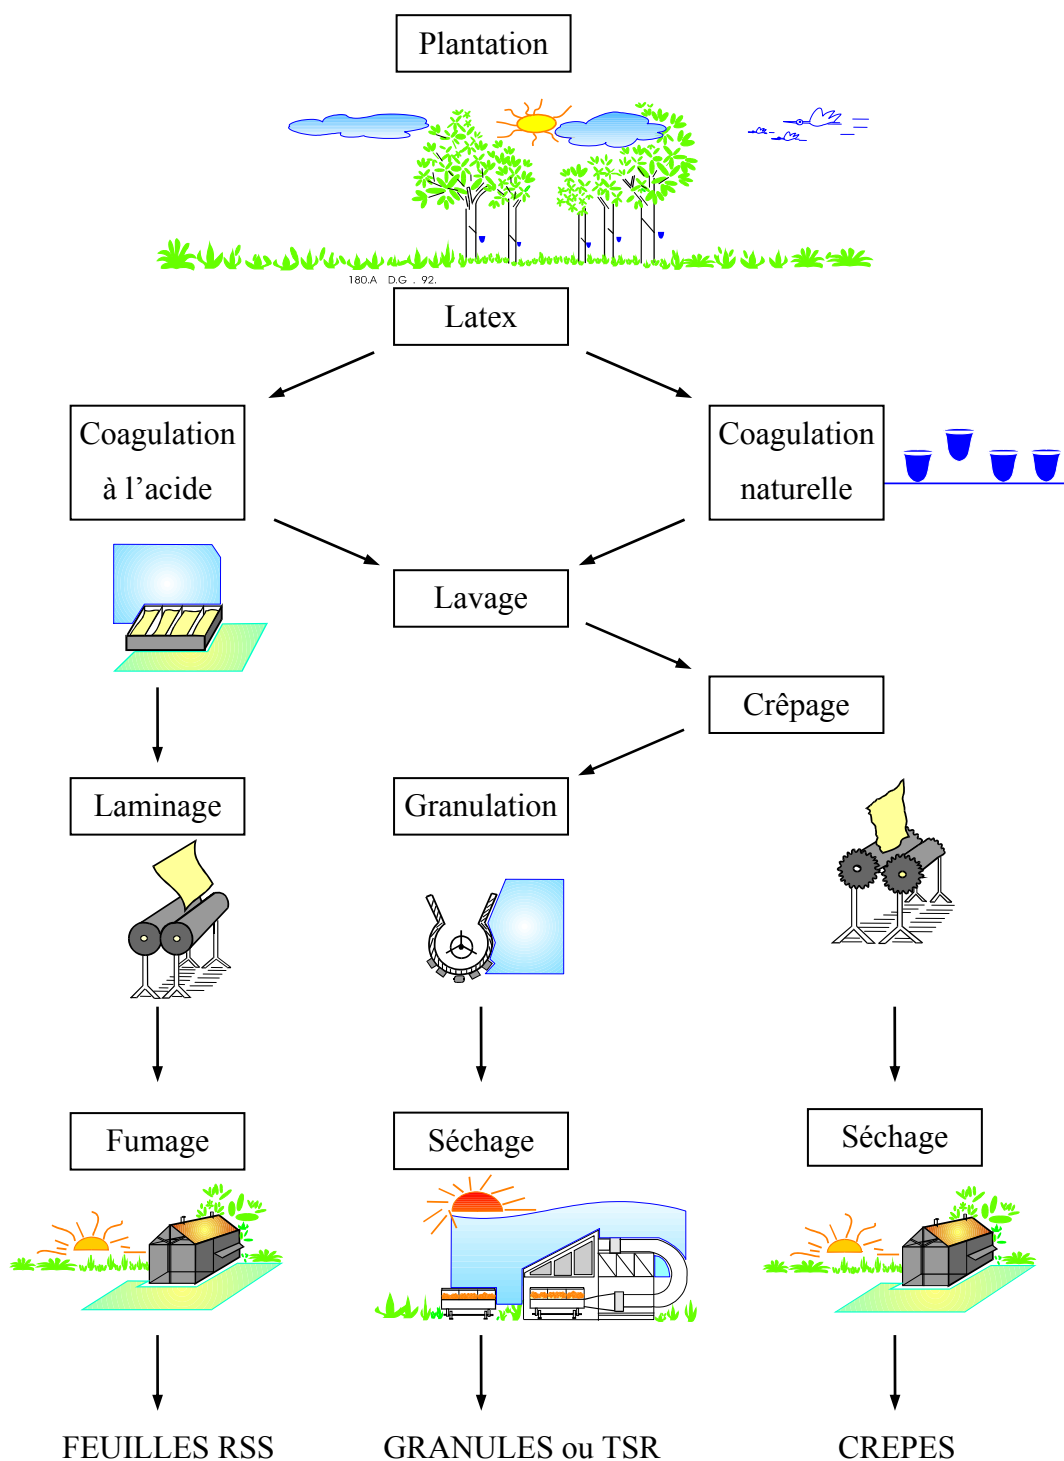 Plantation
180.A D.G . 92.
Latex
Coagulation
à l’acide
Coagulation
naturelle
Lavage
Crêpage
Laminage
Granulation
Fumage
Séchage
Séchage
FEUILLES RSS
GRANULES ou TSR
CREPES